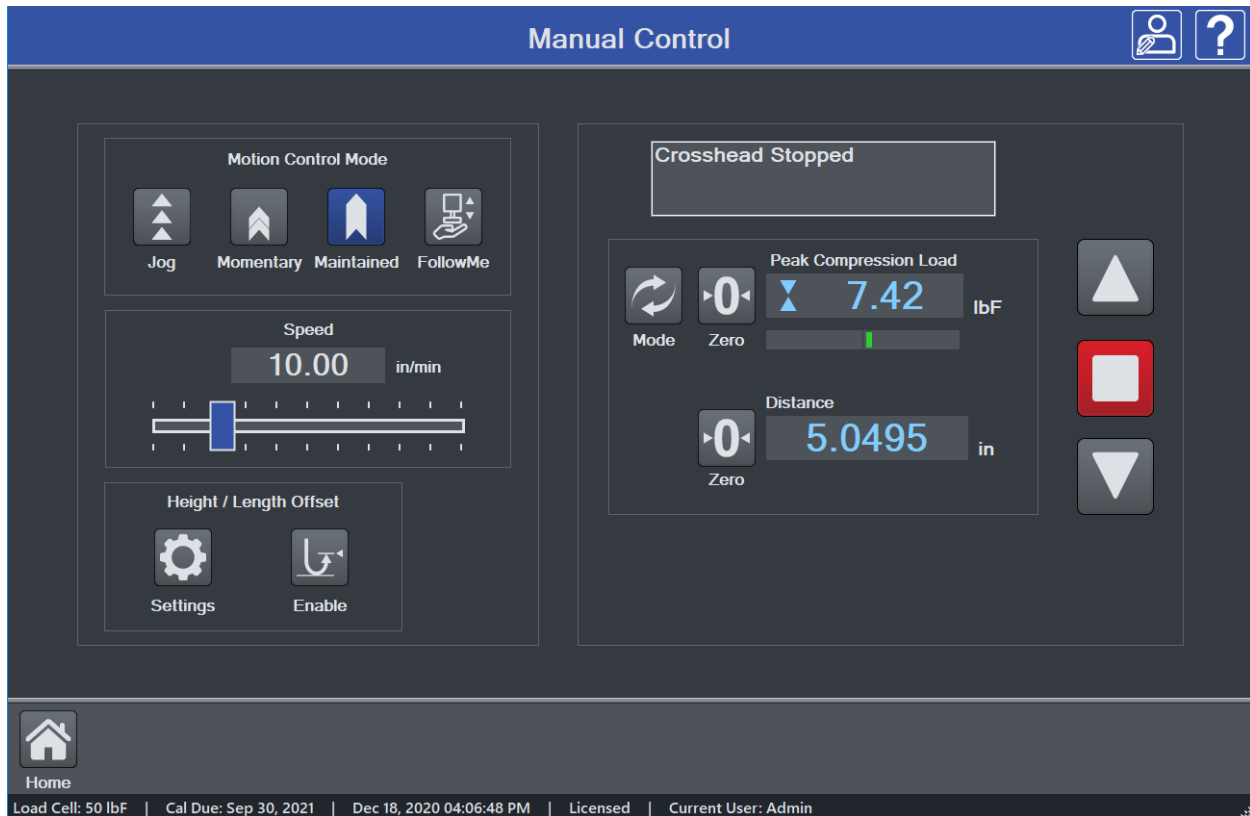 Manual Control
?
Motion Control Mode
Jog Momentary Maintained FollowMe
Speed
10.00 in/min
Height / Length Offset
Settings Enable
Crosshead Stopped
Peak Compression Load
0 7.42 lbF
Mode Zero
Distance
0 5.0495 in
Zero
Home
Load Cell: 50 lbF | Cal Due: Sep 30, 2021 | Dec 18, 2020 04:06:48 PM | Licensed | Current User: Admin